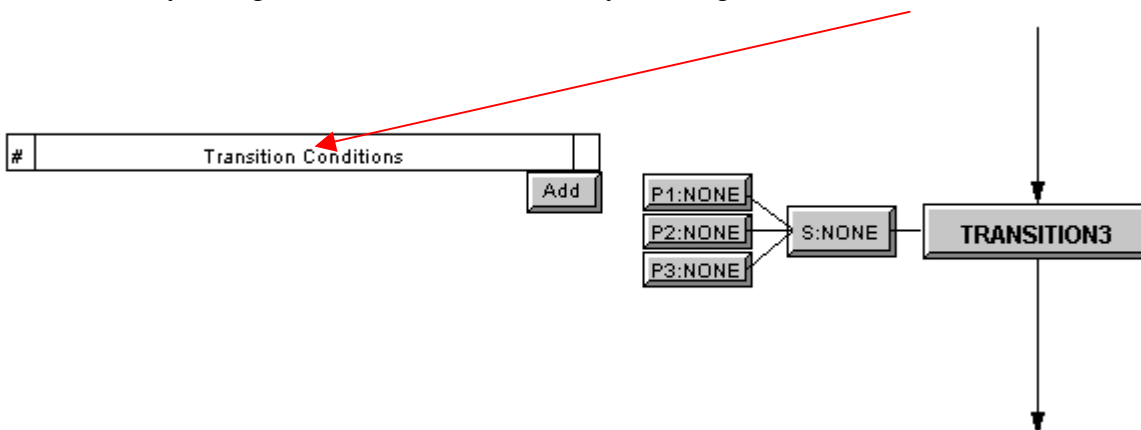 #
Transition Conditions
Add
P1:NONE
P2:NONE
P3:NONE
S:NONE
TRANSITION3